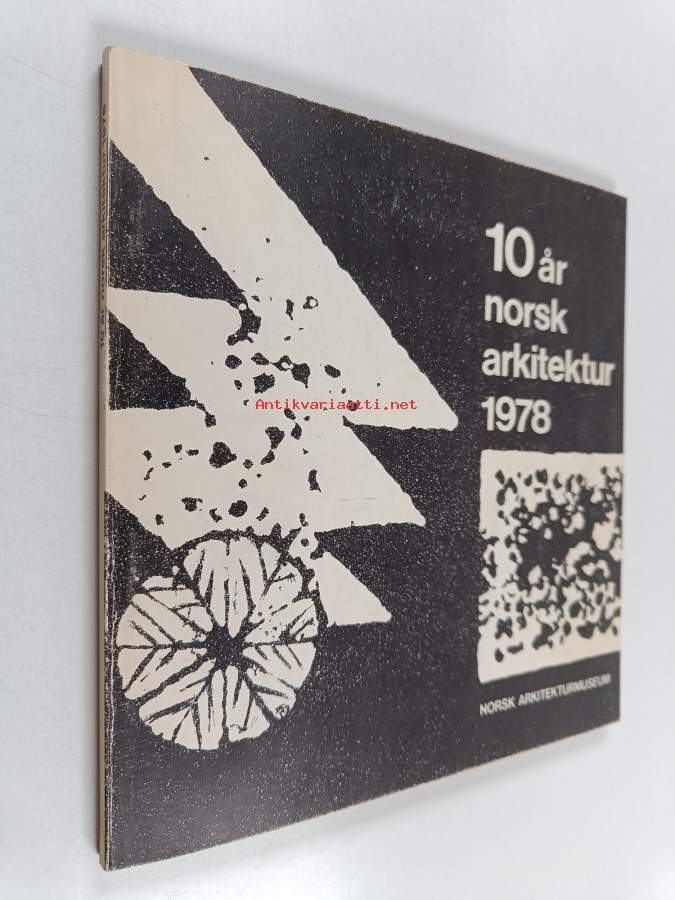 10 år
norsk
arkitektur
1978
Antikvariaatti.net
NORSK ARKITEKTURMUSEUM